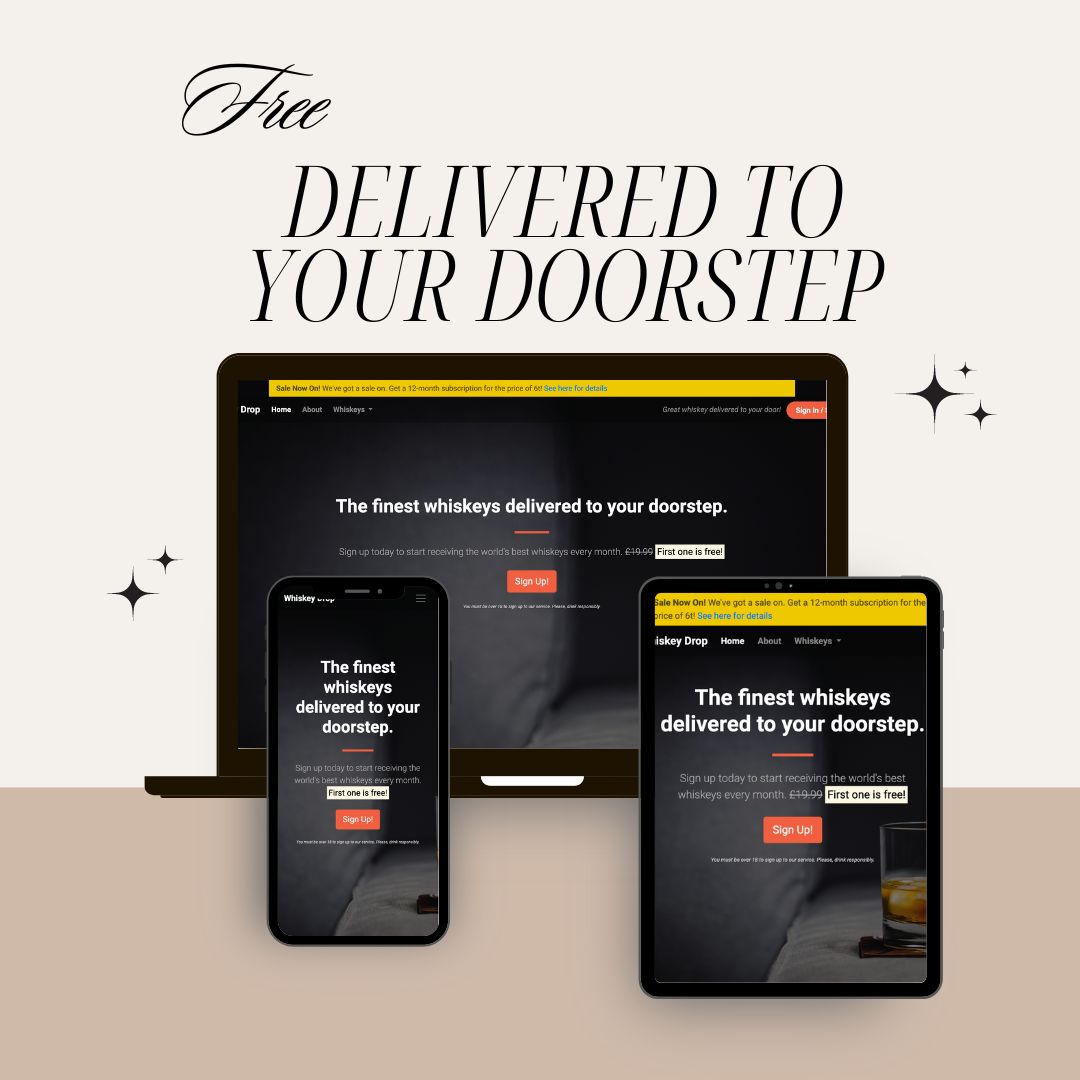 Free
DELIVERED TO
YOUR DOORSTEP
Sale Now On! We've got a sale on. Get a 12-month subscription for the price of 6t! See here for details
Drop Home About Whiskeys Great whiskey delivered to your door! Sign In /
The finest whiskeys delivered to your doorstep.
Sign up today to start receiving the world's best whiskeys every month. £19.99 First one is free!
Sign Up!
You must be over 18 to sign up to our service. Please, drink responsibly.
Whiskey Drop
The finest
whiskeys
delivered to your
doorstep.
Sign up today to start receiving the
world's best whiskeys every month.
First one is free!
Sign Up!
You must be over 18 to sign up to our service. Please, drink responsibly.
Sale Now On! We've got a sale on. Get a 12-month subscription for the
price of 6t! See here for details
iskey Drop Home About Whiskeys
The finest whiskeys
delivered to your doorstep.
Sign up today to start receiving the world's best
whiskeys every month. £19.99 First one is free!
Sign Up!
You must be over 18 to sign up to our service. Please, drink responsibly.